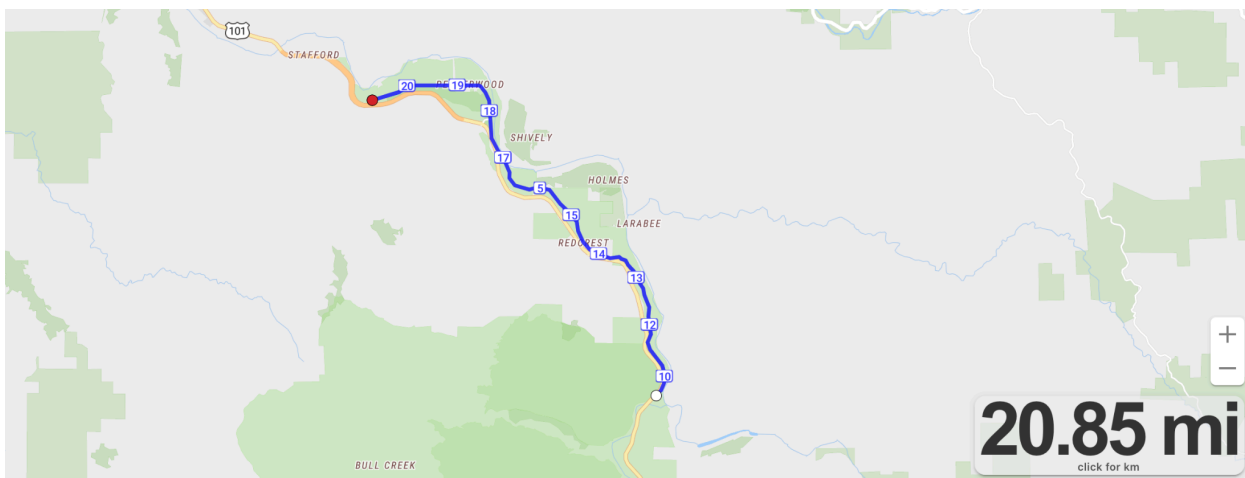 101
STAFFORD
20
19
18
SHIVELY
17
HOLMES
5
15
LARABEE
REDCREST
14
13
12
+
−
10
20.85 mi
click for km
BULL CREEK